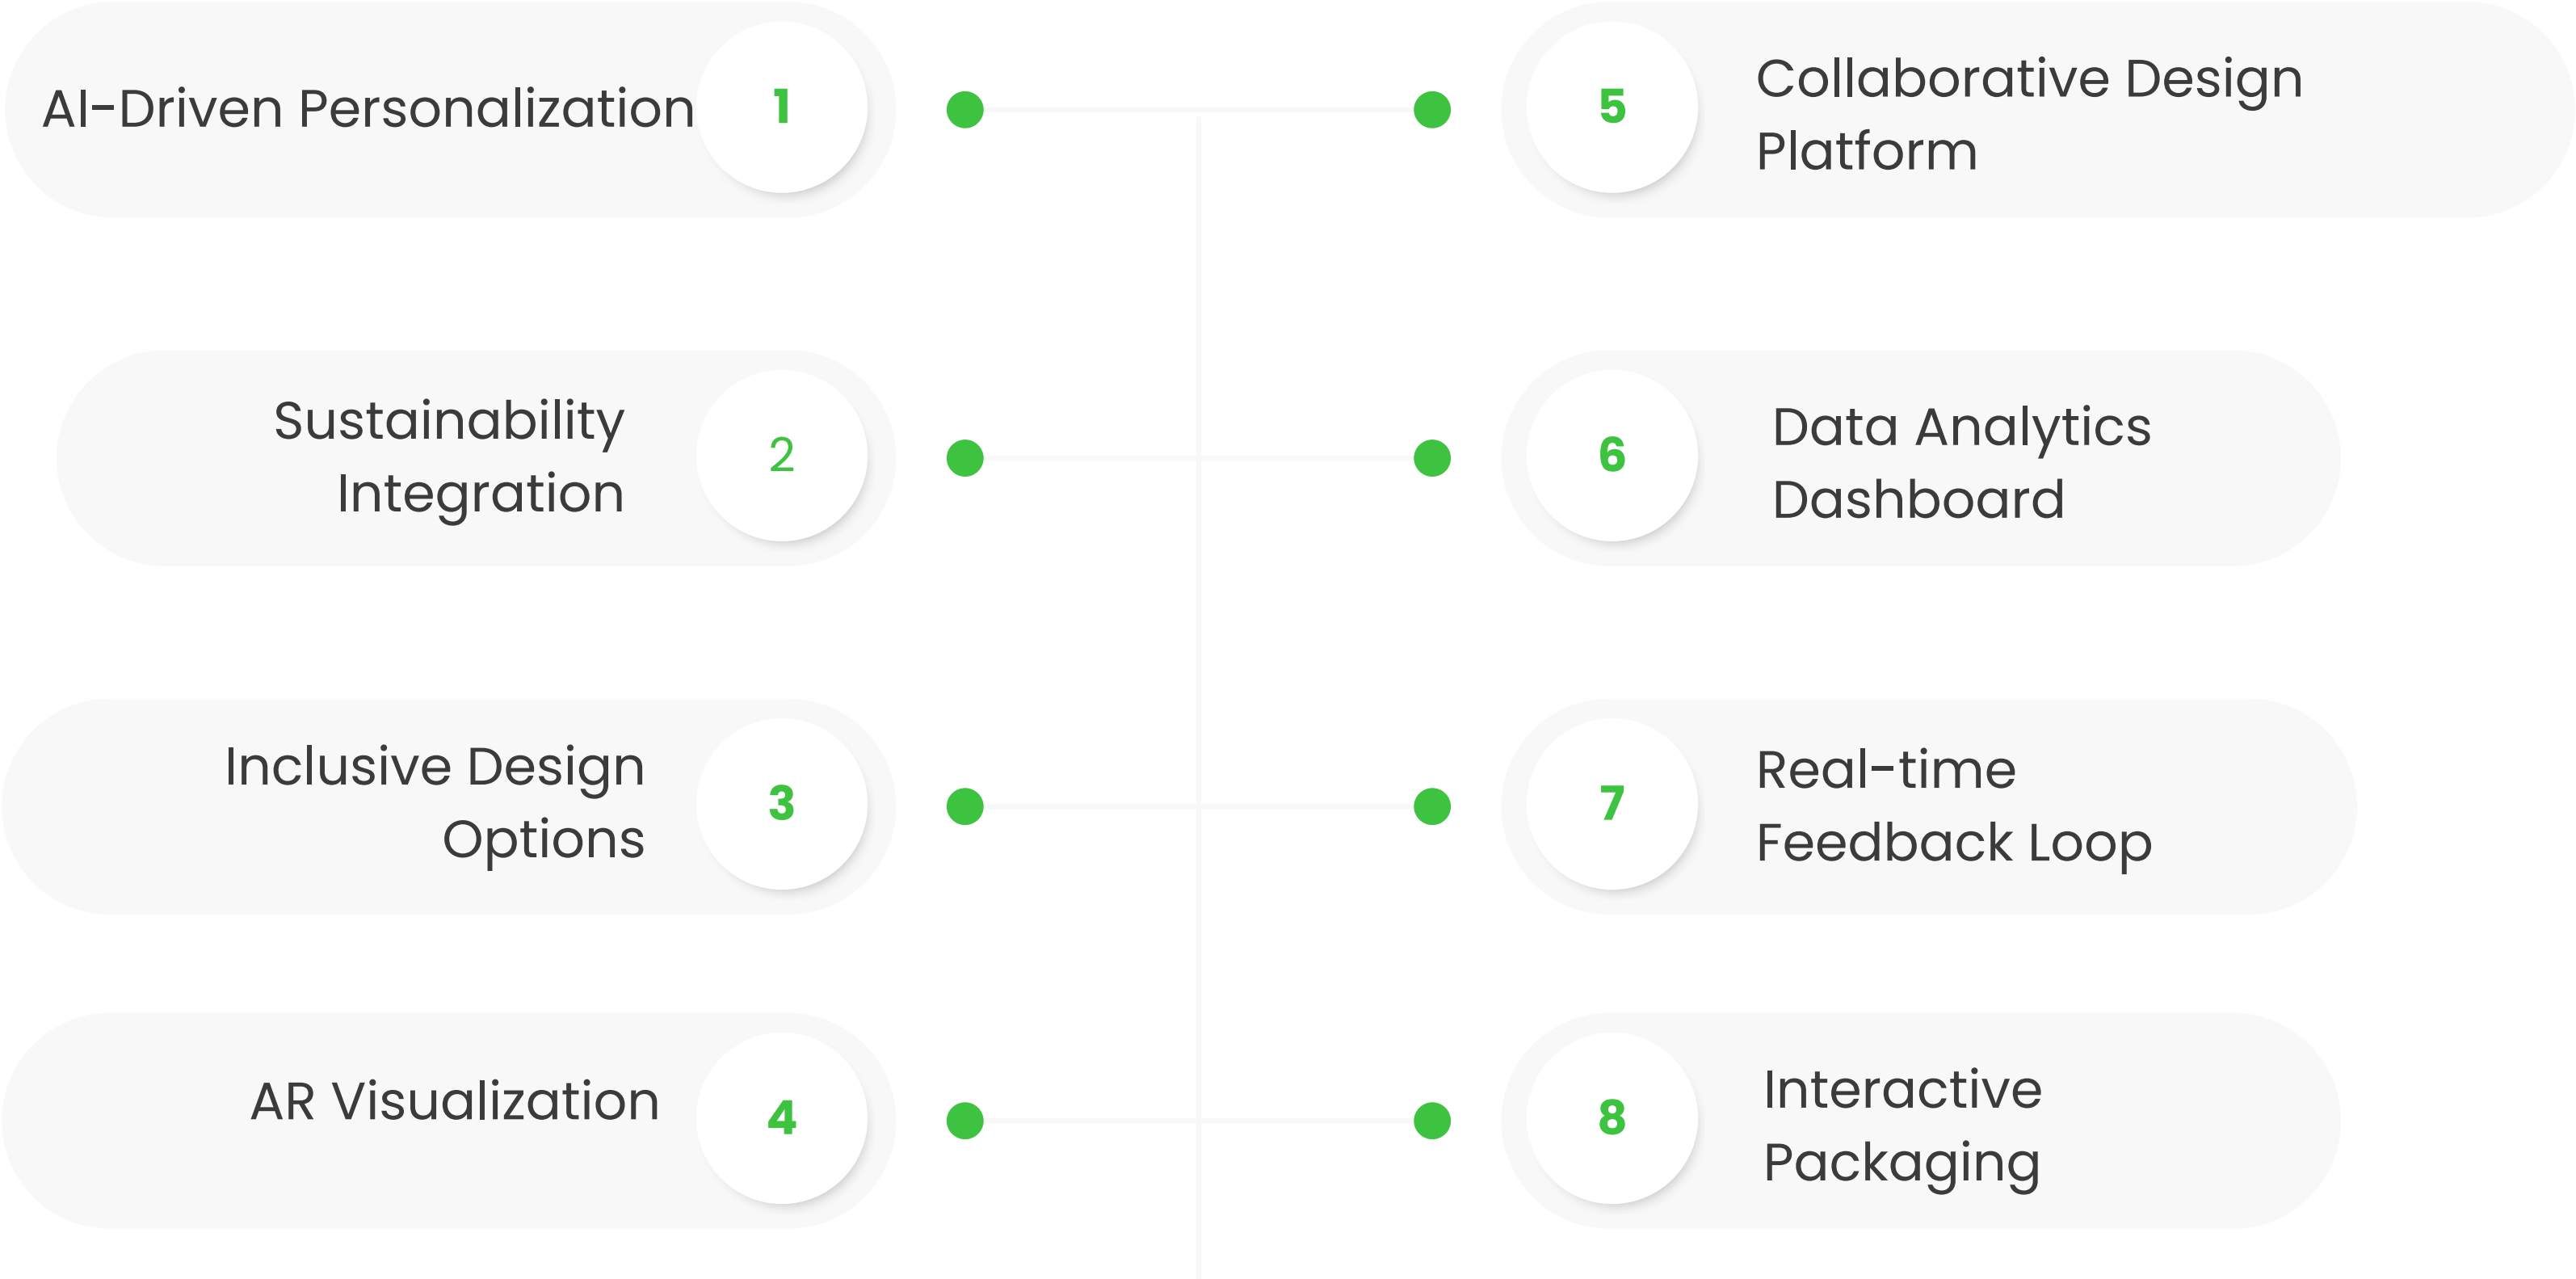 AI-Driven Personalization
1
Sustainability
Integration
2
Inclusive Design
Options
3
AR Visualization
4
5
Collaborative Design
Platform
6
Data Analytics
Dashboard
7
Real-time
Feedback Loop
8
Interactive
Packaging